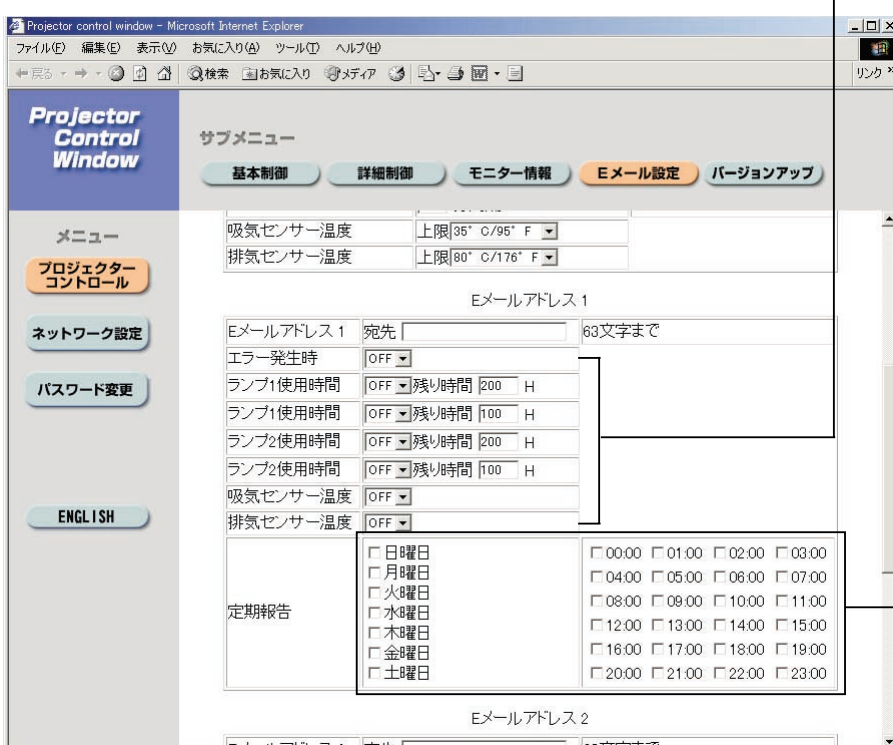 Projector control window - Microsoft Internet Explorer
ファイル(F) 編集(E) 表示(V) お気に入り(A) ツール(T) ヘルプ(H)
戻る 検索 お気に入り メディア リンク »
Projector
Control
Window
サブメニュー
基本制御 詳細制御 モニター情報 Eメール設定 バージョンアップ
メニュー
プロジェクター
コントロール
ネットワーク設定
パスワード変更
ENGLISH
吸気センサー温度 上限 35° C/95° F
排気センサー温度 上限 80° C/176° F
Eメールアドレス 1
Eメールアドレス 1 宛先 63文字まで
エラー発生時 OFF
ランプ1使用時間 OFF 残り時間 200 H
ランプ1使用時間 OFF 残り時間 100 H
ランプ2使用時間 OFF 残り時間 200 H
ランプ2使用時間 OFF 残り時間 100 H
吸気センサー温度 OFF
排気センサー温度 OFF
定期報告
日曜日
月曜日
火曜日
水曜日
木曜日
金曜日
土曜日
00:00 01:00 02:00 03:00
04:00 05:00 06:00 07:00
08:00 09:00 10:00 11:00
12:00 13:00 14:00 15:00
16:00 17:00 18:00 19:00
20:00 21:00 22:00 23:00
Eメールアドレス 2